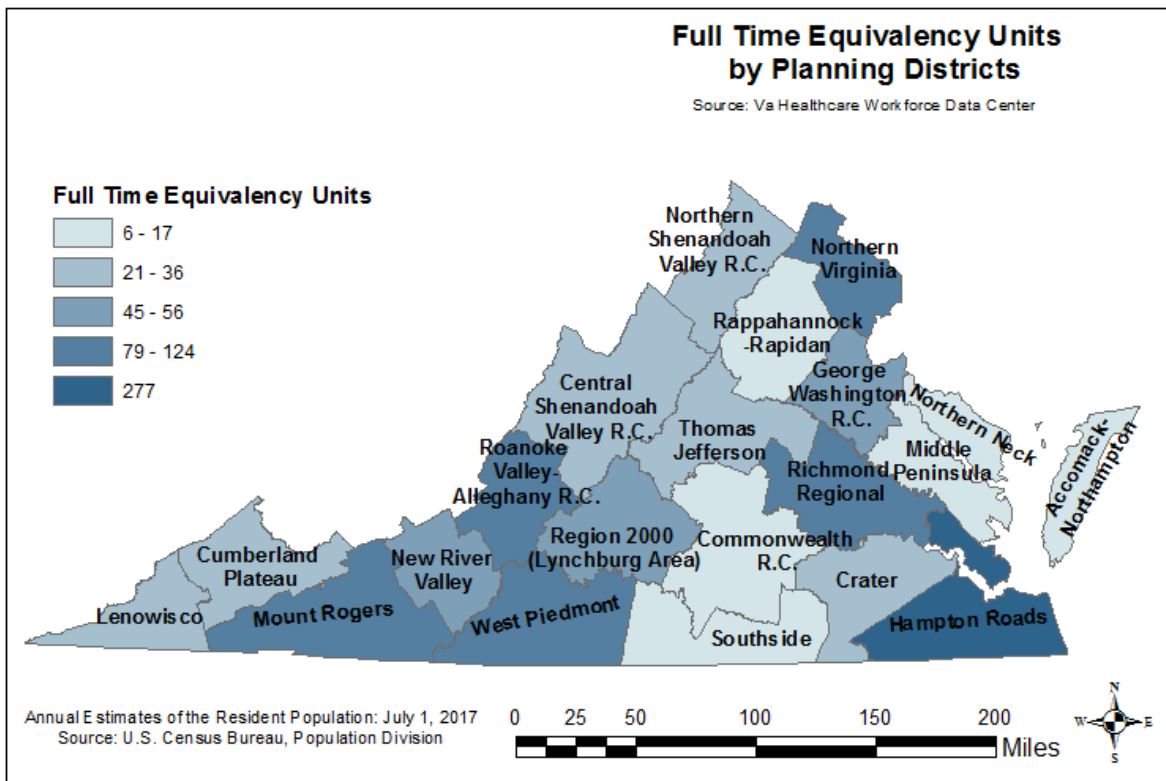 Full Time Equivalency Units
by Planning Districts
Source: Va Healthcare Workforce Data Center
Full Time Equivalency Units
6 - 17
21 - 36
45 - 56
79 - 124
277
Northern
Shenandoah
Valley R.C.
Northern
Virginia
Rappahannock
-Rapidan
George
Washington
R.C.
Northern Neck
Central
Shenandoah
Valley R.C.
Thomas
Jefferson
Middle
Peninsula
Accomack-
Northampton
Roanoke
Valley-
Alleghany R.C.
Richmond
Regional
Region 2000
(Lynchburg Area)
Commonwealth
R.C.
Cumberland
Plateau
New River
Valley
Crater
Lenowisco
Mount Rogers
West Piedmont
Southside
Hampton Roads
Annual Estimates of the Resident Population: July 1, 2017
Source: U.S. Census Bureau, Population Division
0 25 50 100 150 200
Miles
N
W E
S